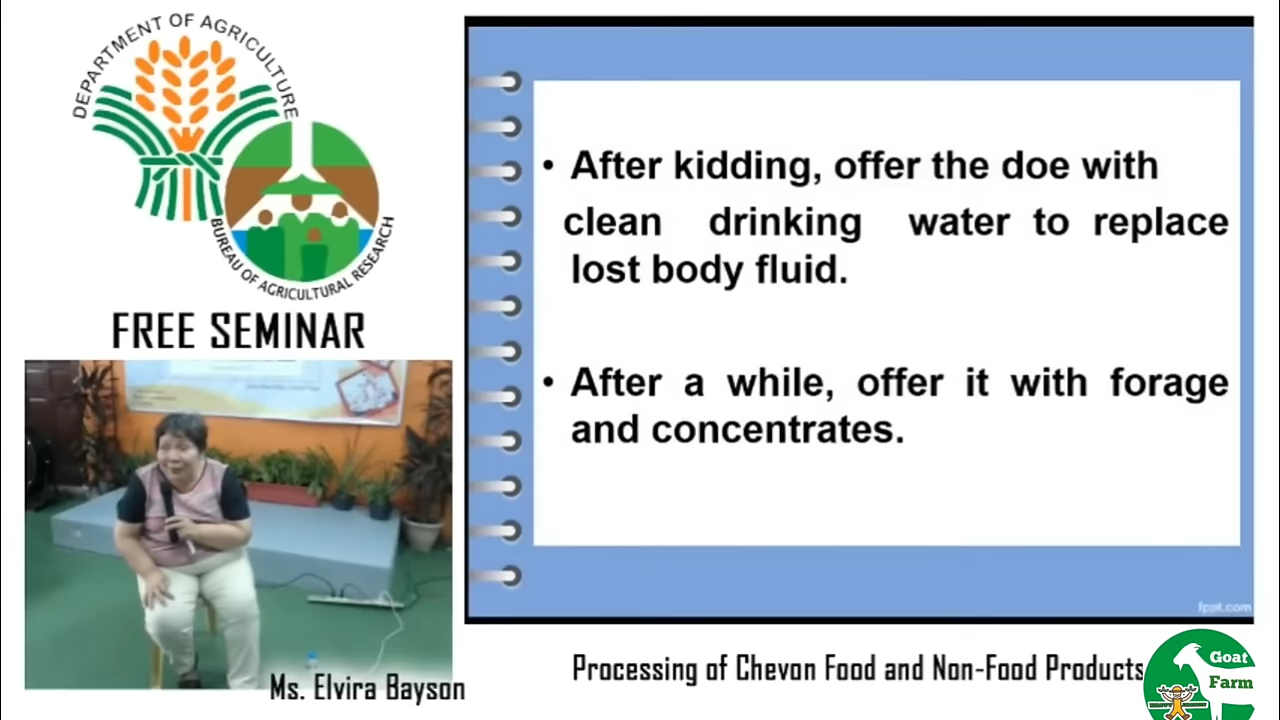 DEPARTMENT OF AGRICULTURE
BUREAU OF AGRICULTURAL RESEARCH
FREE SEMINAR
Ms. Elvira Bayson
• After kidding, offer the doe with
clean drinking water to replace
lost body fluid.
• After a while, offer it with forage
and concentrates.
fppt.com
Processing of Chevon Food and Non-Food Products
Goat
Farm